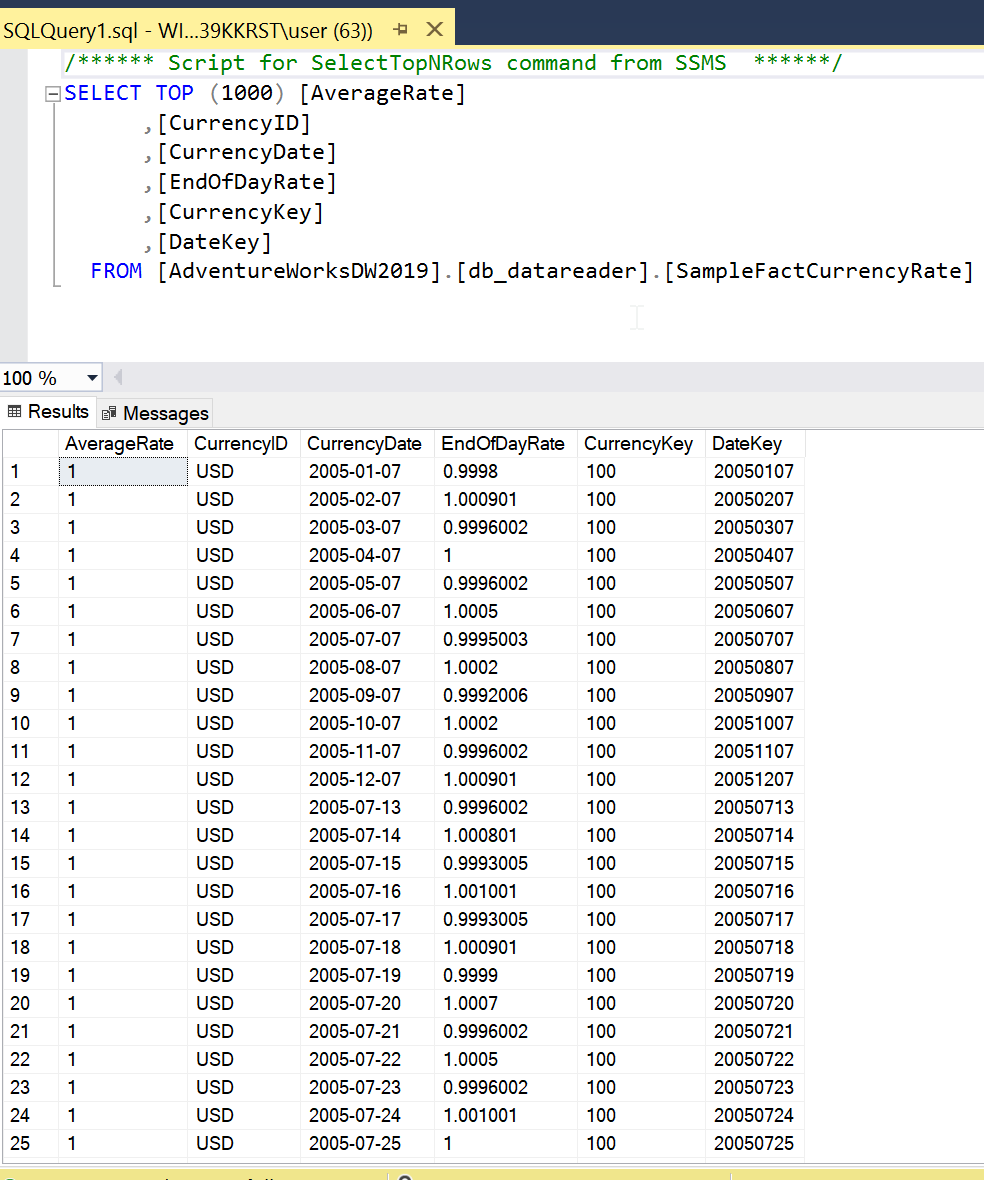 SQLQuery1.sql - WI...39KKRST\user (63))
/****** Script for SelectTopNRows command from SSMS  ******/
SELECT TOP (1000) [AverageRate]
,[CurrencyID]
,[CurrencyDate]
,[EndOfDayRate]
,[CurrencyKey]
,[DateKey]
FROM [AdventureWorksDW2019].[db_datareader].[SampleFactCurrencyRate]
100 %
Results Messages
AverageRate CurrencyID CurrencyDate EndOfDayRate CurrencyKey DateKey
1 1 USD 2005-01-07 0.9998 100 20050107
2 1 USD 2005-02-07 1.000901 100 20050207
3 1 USD 2005-03-07 0.9996002 100 20050307
4 1 USD 2005-04-07 1 100 20050407
5 1 USD 2005-05-07 0.9996002 100 20050507
6 1 USD 2005-06-07 1.0005 100 20050607
7 1 USD 2005-07-07 0.9995003 100 20050707
8 1 USD 2005-08-07 1.0002 100 20050807
9 1 USD 2005-09-07 0.9992006 100 20050907
10 1 USD 2005-10-07 1.0002 100 20051007
11 1 USD 2005-11-07 0.9996002 100 20051107
12 1 USD 2005-12-07 1.000901 100 20051207
13 1 USD 2005-07-13 0.9996002 100 20050713
14 1 USD 2005-07-14 1.000801 100 20050714
15 1 USD 2005-07-15 0.9993005 100 20050715
16 1 USD 2005-07-16 1.001001 100 20050716
17 1 USD 2005-07-17 0.9993005 100 20050717
18 1 USD 2005-07-18 1.000901 100 20050718
19 1 USD 2005-07-19 0.9999 100 20050719
20 1 USD 2005-07-20 1.0007 100 20050720
21 1 USD 2005-07-21 0.9996002 100 20050721
22 1 USD 2005-07-22 1.0005 100 20050722
23 1 USD 2005-07-23 0.9996002 100 20050723
24 1 USD 2005-07-24 1.001001 100 20050724
25 1 USD 2005-07-25 1 100 20050725